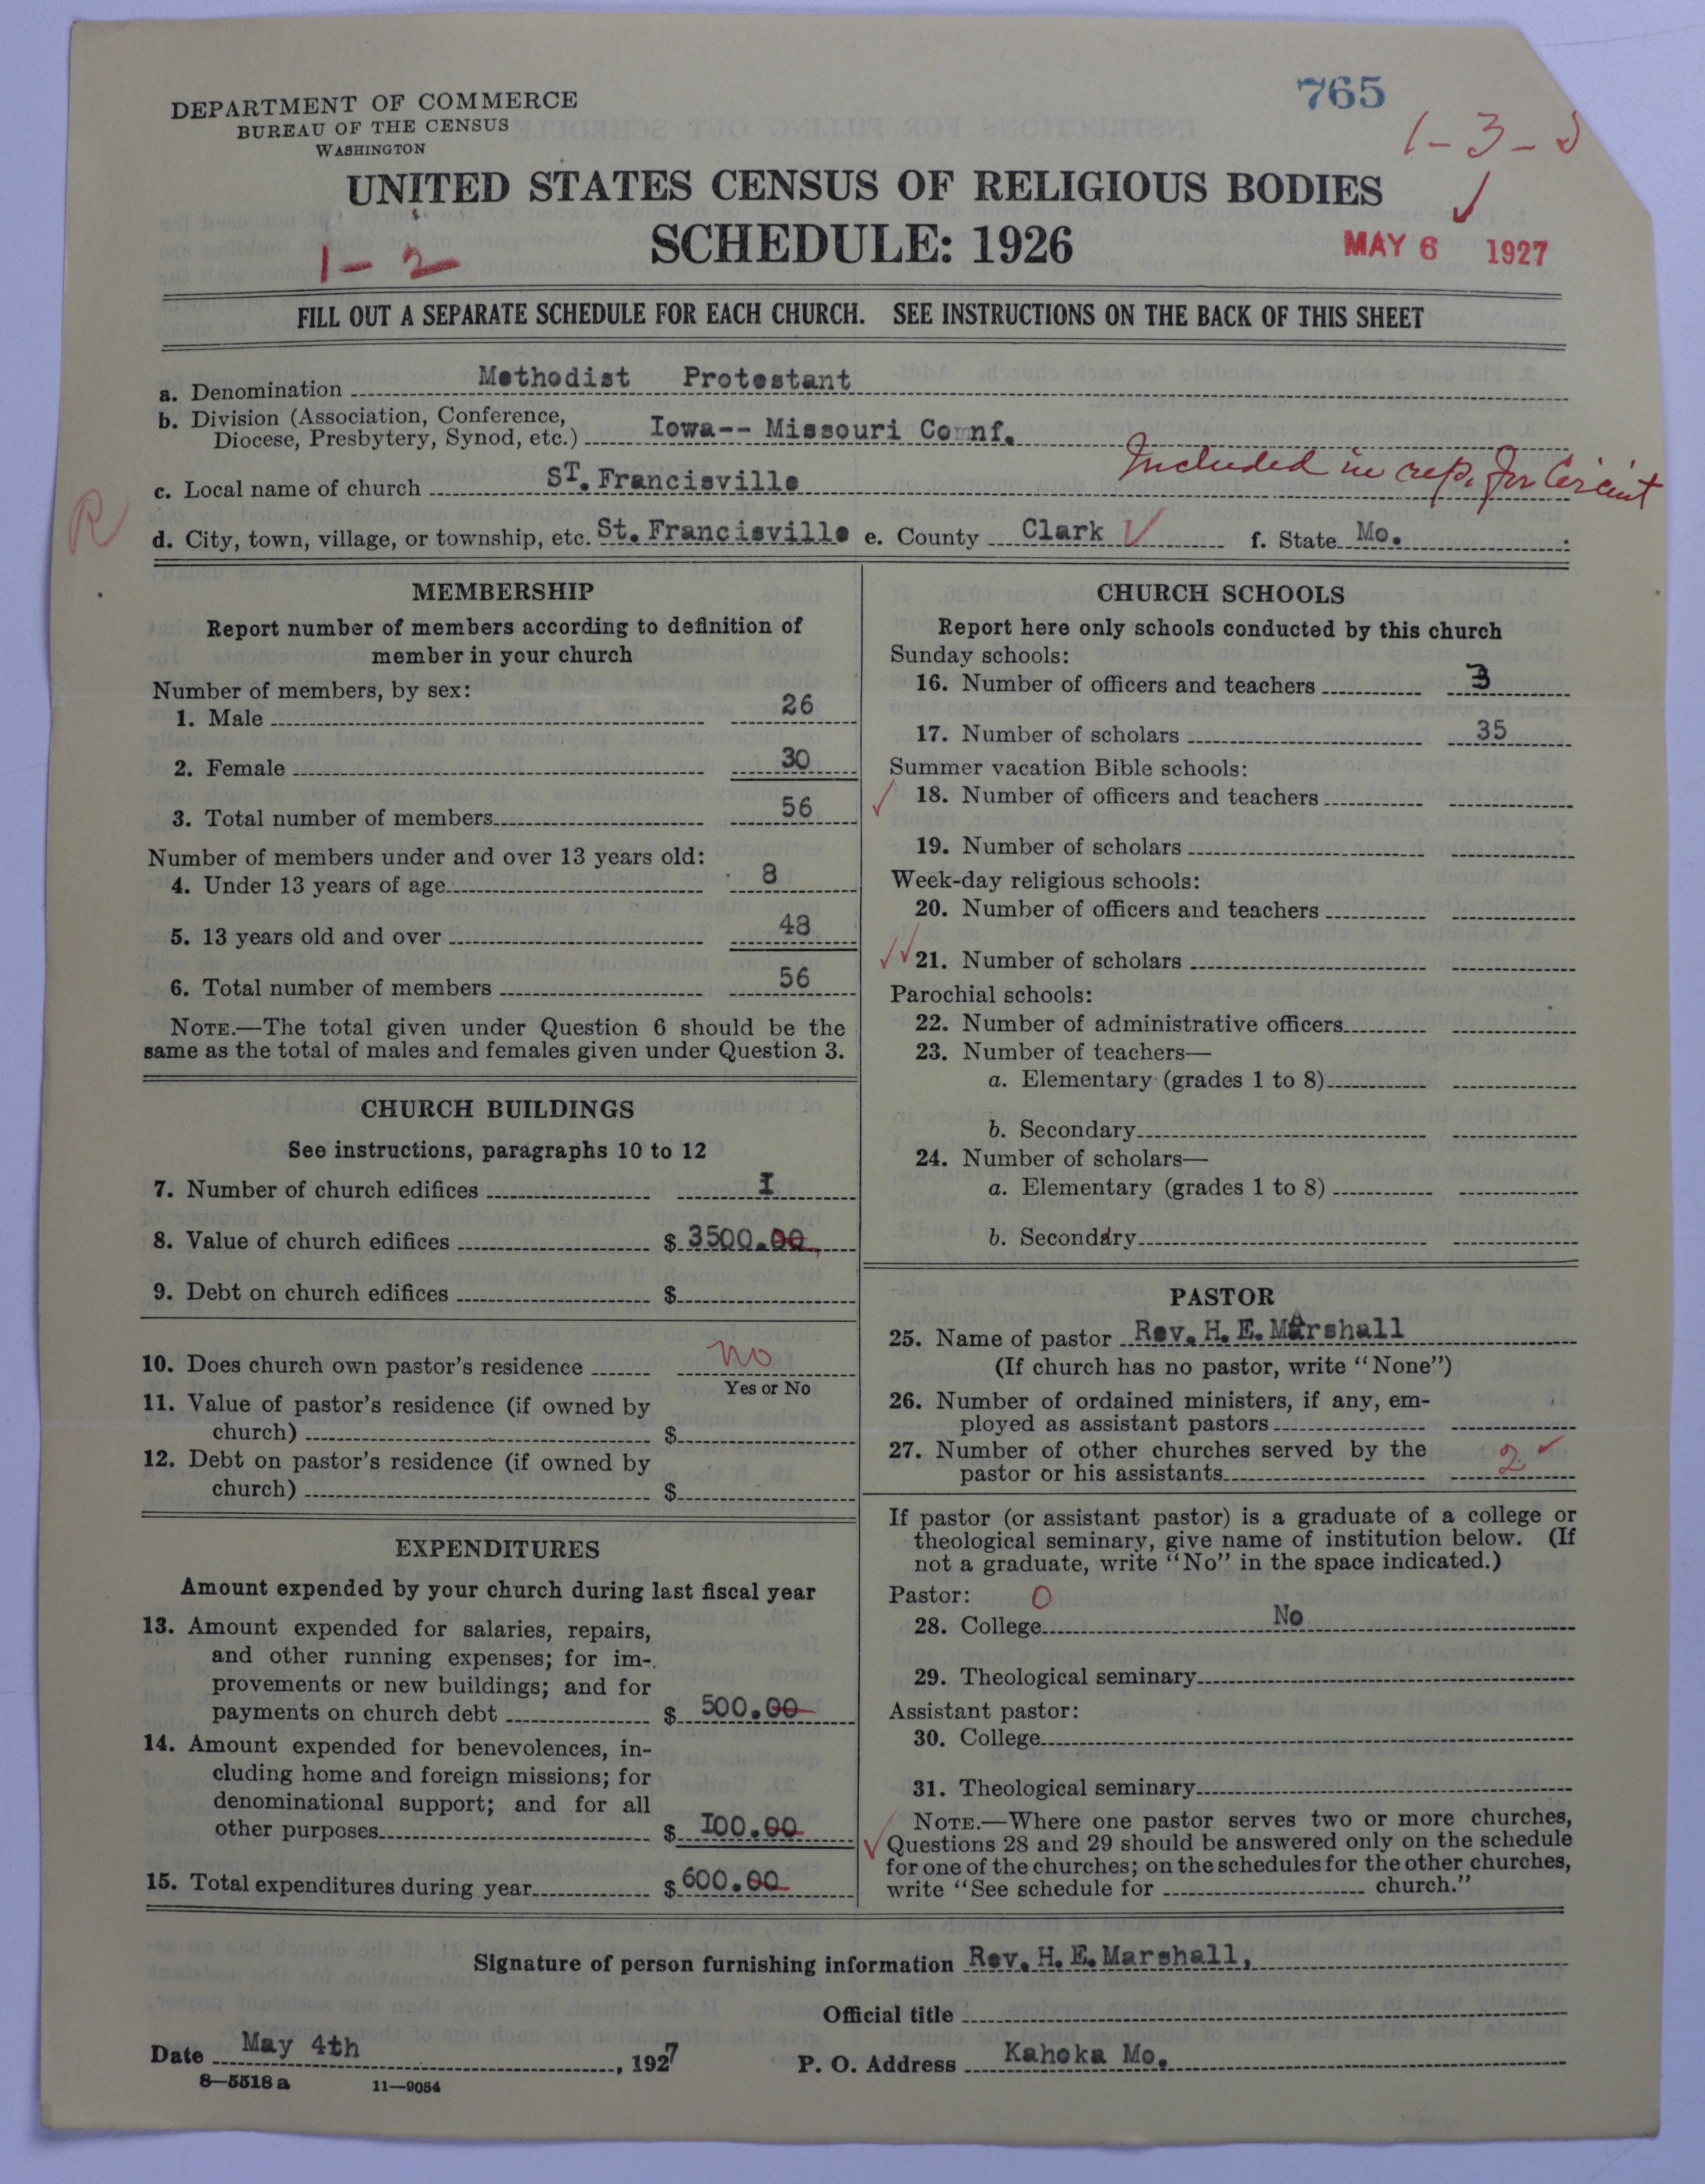 765
DEPARTMENT OF COMMERCE
BUREAU OF THE CENSUS
WASHINGTON
1-3-
UNITED STATES CENSUS OF RELIGIOUS BODIES
SCHEDULE: 1926
1-2
MAY 6 1927
FILL OUT A SEPARATE SCHEDULE FOR EACH CHURCH. SEE INSTRUCTIONS ON THE BACK OF THIS SHEET
a. Denomination Methodist Protestant
b. Division (Association, Conference,
Diocese, Presbytery, Synod, etc.) Iowa-- Missouri Conf.
Included in rep. for Circuit
c. Local name of church ST. Francisville
R
d. City, town, village, or township, etc. St. Francisville e. County Clark f. State Mo.
MEMBERSHIP
Report number of members according to definition of
member in your church
Number of members, by sex:
1. Male 26
2. Female 30
3. Total number of members 56
Number of members under and over 13 years old:
4. Under 13 years of age 8
5. 13 years old and over 48
6. Total number of members 56
NOTE.—The total given under Question 6 should be the
same as the total of males and females given under Question 3.
CHURCH BUILDINGS
See instructions, paragraphs 10 to 12
7. Number of church edifices I
8. Value of church edifices $ 3500.00
9. Debt on church edifices $
10. Does church own pastor's residence No
Yes or No
11. Value of pastor's residence (if owned by
church) $
12. Debt on pastor's residence (if owned by
church) $
EXPENDITURES
Amount expended by your church during last fiscal year
13. Amount expended for salaries, repairs,
and other running expenses; for im-
provements or new buildings; and for
payments on church debt $ 500.00
14. Amount expended for benevolences, in-
cluding home and foreign missions; for
denominational support; and for all
other purposes $ I00.00
15. Total expenditures during year $ 600.00
CHURCH SCHOOLS
Report here only schools conducted by this church
Sunday schools:
16. Number of officers and teachers 3
17. Number of scholars 35
Summer vacation Bible schools:
18. Number of officers and teachers
19. Number of scholars
Week-day religious schools:
20. Number of officers and teachers
21. Number of scholars
Parochial schools:
22. Number of administrative officers
23. Number of teachers—
a. Elementary (grades 1 to 8)
b. Secondary
24. Number of scholars—
a. Elementary (grades 1 to 8)
b. Secondary
PASTOR
25. Name of pastor Rev. H. E. Marshall
(If church has no pastor, write "None")
26. Number of ordained ministers, if any, em-
ployed as assistant pastors
27. Number of other churches served by the
pastor or his assistants 2
If pastor (or assistant pastor) is a graduate of a college or
theological seminary, give name of institution below. (If
not a graduate, write "No" in the space indicated.)
Pastor: 0
28. College No
29. Theological seminary
Assistant pastor:
30. College
31. Theological seminary
NOTE.—Where one pastor serves two or more churches,
Questions 28 and 29 should be answered only on the schedule
for one of the churches; on the schedules for the other churches,
write "See schedule for church."
Signature of person furnishing information Rev. H. E. Marshall,
Official title
Date May 4th, 1927
P. O. Address Kahoka Mo.
8—5518 a 11—9054